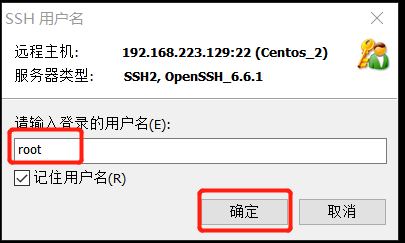 SSH 用户名
远程主机: 192.168.223.129:22 (Centos_2)
服务器类型: SSH2, OpenSSH_6.6.1
请输入登录的用户名(E):
root
记住用户名(R)
确定 取消